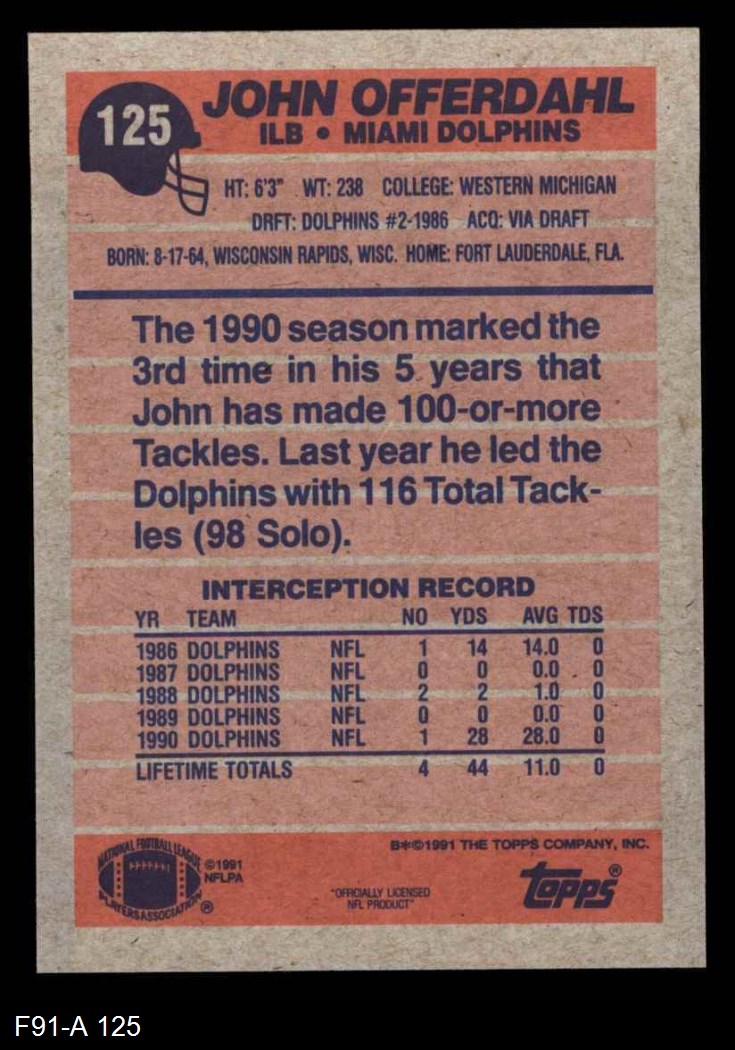 125
JOHN OFFERDAHL
ILB • MIAMI DOLPHINS
HT: 6'3" WT: 238 COLLEGE: WESTERN MICHIGAN
DRFT: DOLPHINS #2-1986 ACQ: VIA DRAFT
BORN: 8-17-64, WISCONSIN RAPIDS, WISC. HOME: FORT LAUDERDALE, FLA.
The 1990 season marked the
3rd time in his 5 years that
John has made 100-or-more
Tackles. Last year he led the
Dolphins with 116 Total Tack-
les (98 Solo).
INTERCEPTION RECORD
YR TEAM NO YDS AVG TDS
1986 DOLPHINS NFL 1 14 14.0 0
1987 DOLPHINS NFL 0 0 0.0 0
1988 DOLPHINS NFL 2 2 1.0 0
1989 DOLPHINS NFL 0 0 0.0 0
1990 DOLPHINS NFL 1 28 28.0 0
LIFETIME TOTALS 4 44 11.0 0
B*©1991 THE TOPPS COMPANY, INC.
NATIONAL FOOTBALL LEAGUE
PLAYERS ASSOCIATION ®
©1991
NFLPA
"OFFICIALLY LICENSED
NFL PRODUCT"
topps®
F91-A 125